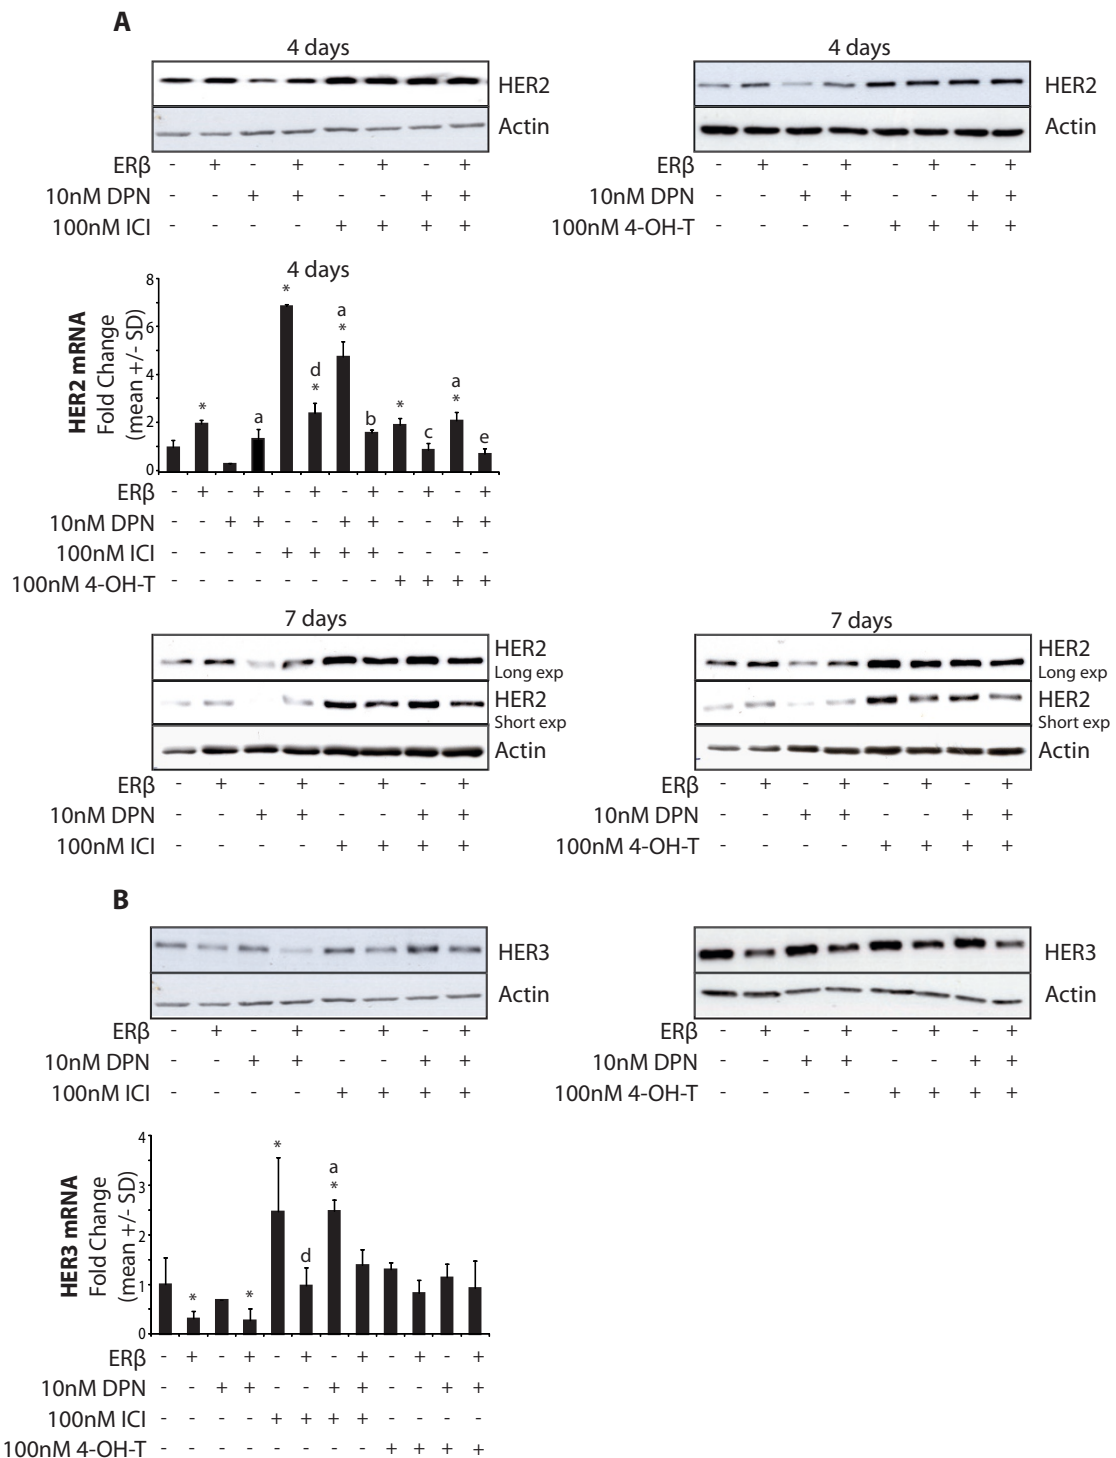 A
4 days
HER2
Actin
ERβ - + - + - + - +
10nM DPN - - + + - - + +
100nM ICI - - - - + + + +
4 days
HER2
Actin
ERβ - + - + - + - +
10nM DPN - - + + - - + +
100nM 4-OH-T - - - - + + + +
4 days
HER2 mRNA
Fold Change
(mean +/- SD)
8
6
4
2
0
* a * d * a * b * c a * e
ERβ - + - + - + - + - + - +
10nM DPN - - + + - - + + - - + +
100nM ICI - - - - + + + + - - - -
100nM 4-OH-T - - - - - - - - + + + +
7 days
HER2
Long exp
HER2
Short exp
Actin
ERβ - + - + - + - +
10nM DPN - - + + - - + +
100nM ICI - - - - + + + +
7 days
HER2
Long exp
HER2
Short exp
Actin
ERβ - + - + - + - +
10nM DPN - - + + - - + +
100nM 4-OH-T - - - - + + + +
B
HER3
Actin
ERβ - + - + - + - +
10nM DPN - - + + - - + +
100nM ICI - - - - + + + +
HER3
Actin
ERβ - + - + - + - +
10nM DPN - - + + - - + +
100nM 4-OH-T - - - - + + + +
HER3 mRNA
Fold Change
(mean +/- SD)
4
3
2
1
0
* * * d a *
ERβ - + - + - + - + - + - +
10nM DPN - - + + - - + + - - + +
100nM ICI - - - - + + + + - - - -
100nM 4-OH-T - - - - - - - - + + + +